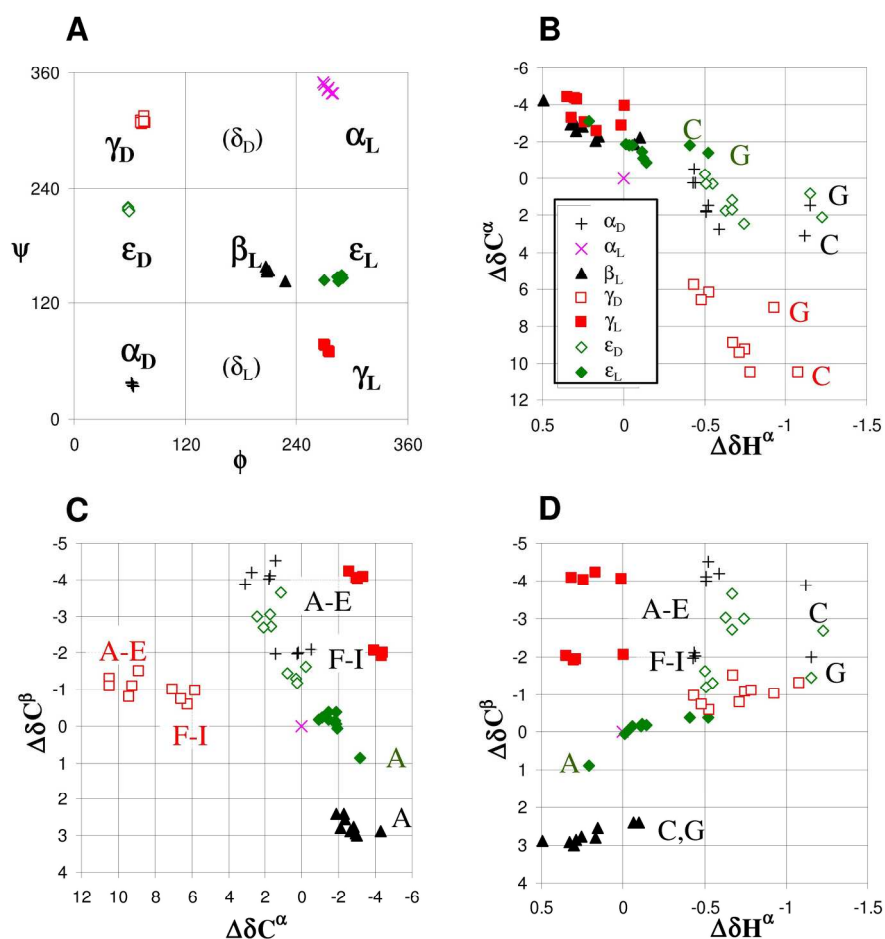 A
360
γD (δD) αL
240
ψ
εD βL εL
120
αD (δL) γL
0
0 120 240 360
ϕ
B
-6
-4
-2
0
2
4
6
8
10
12
ΔδCα
C
G
G
C
G
C
αD
αL
βL
γD
γL
εD
εL
0.5 0 -0.5 -1 -1.5
ΔδHα
C
-5
-4
-3
-2
-1
0
1
2
3
4
ΔδCβ
A-E
F-I
A-E
F-I
A
A
12 10 8 6 4 2 0 -2 -4 -6
ΔδCα
D
-5
-4
-3
-2
-1
0
1
2
3
4
ΔδCβ
A-E
C
F-I
G
A
C,G
0.5 0 -0.5 -1 -1.5
ΔδHα